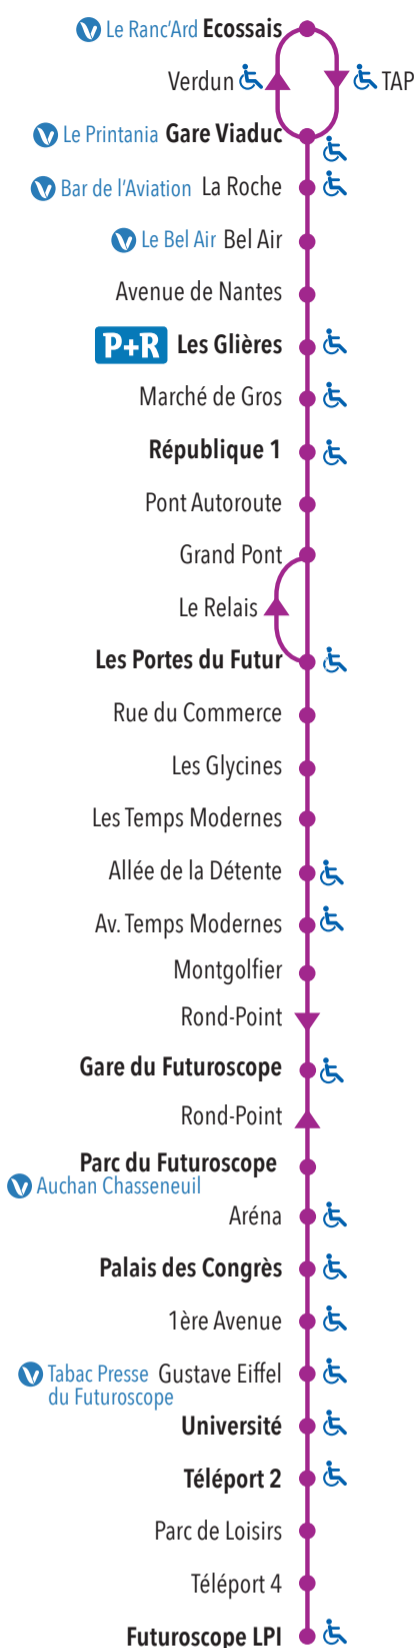 Le Ranc'Ard Ecossais
Verdun TAP
Le Printania Gare Viaduc
Bar de l'Aviation La Roche
Le Bel Air Bel Air
Avenue de Nantes
P+R Les Glières
Marché de Gros
République 1
Pont Autoroute
Grand Pont
Le Relais
Les Portes du Futur
Rue du Commerce
Les Glycines
Les Temps Modernes
Allée de la Détente
Av. Temps Modernes
Montgolfier
Rond-Point
Gare du Futuroscope
Rond-Point
Parc du Futuroscope
Auchan Chasseneuil
Aréna
Palais des Congrès
1ère Avenue
Tabac Presse Gustave Eiffel
du Futuroscope
Université
Téléport 2
Parc de Loisirs
Téléport 4
Futuroscope LPI